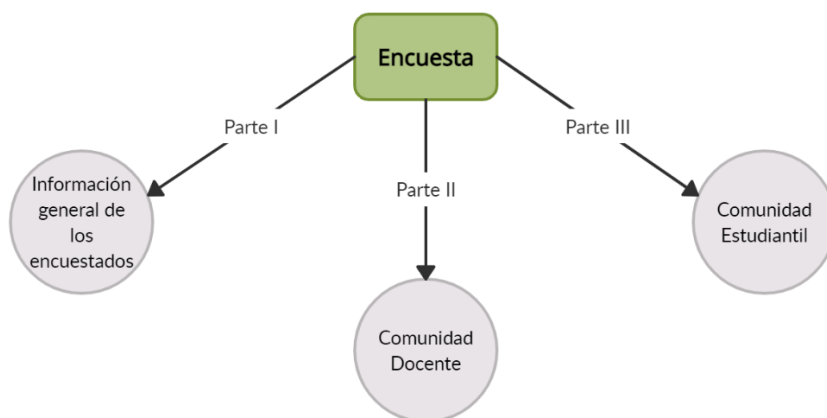 Encuesta
Parte I
Parte III
Parte II
Información
general de
los
encuestados
Comunidad
Estudiantil
Comunidad
Docente